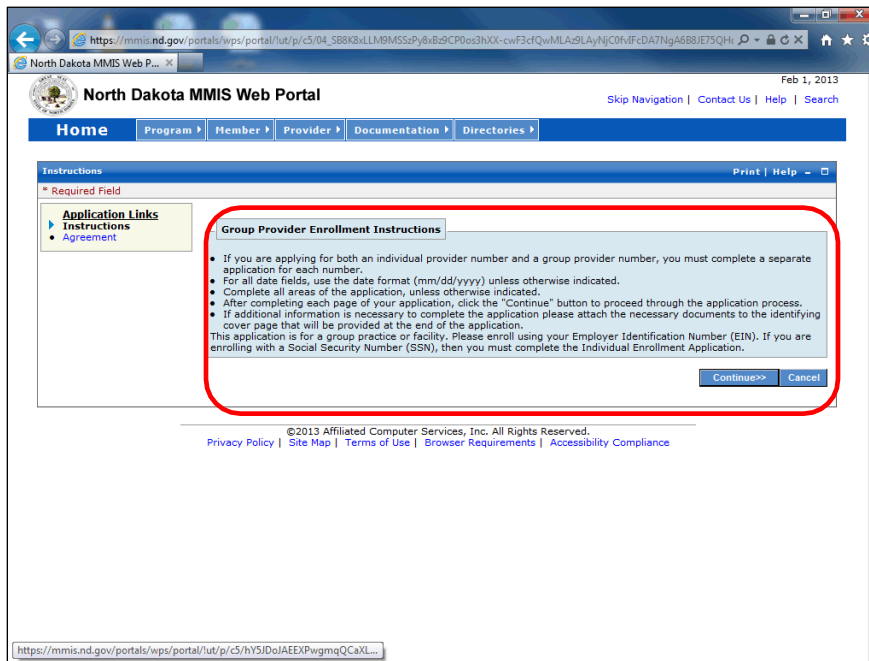 https://mmis.nd.gov/portals/wps/portal/!ut/p/c5/04_SB8K8xLLM9MSSzPy8xBz9CP0os3hXX-cwF3cfQwMLAz9LAyNjC0fvIFcDA7NgA6B8JE75QHc
North Dakota MMIS Web P...
Feb 1, 2013
North Dakota MMIS Web Portal
Skip Navigation | Contact Us | Help | Search
Home Program Member Provider Documentation Directories
Instructions Print | Help
* Required Field
Application Links
Instructions
Agreement
Group Provider Enrollment Instructions
• If you are applying for both an individual provider number and a group provider number, you must complete a separate
application for each number.
• For all date fields, use the date format (mm/dd/yyyy) unless otherwise indicated.
• Complete all areas of the application, unless otherwise indicated.
• After completing each page of your application, click the "Continue" button to proceed through the application process.
• If additional information is necessary to complete the application please attach the necessary documents to the identifying
cover page that will be provided at the end of the application.
This application is for a group practice or facility. Please enroll using your Employer Identification Number (EIN). If you are
enrolling with a Social Security Number (SSN), then you must complete the Individual Enrollment Application.
Continue>> Cancel
©2013 Affiliated Computer Services, Inc. All Rights Reserved.
Privacy Policy | Site Map | Terms of Use | Browser Requirements | Accessibility Compliance
https://mmis.nd.gov/portals/wps/portal/!ut/p/c5/hY5JDoJAEEXPwgmqQCaXL...